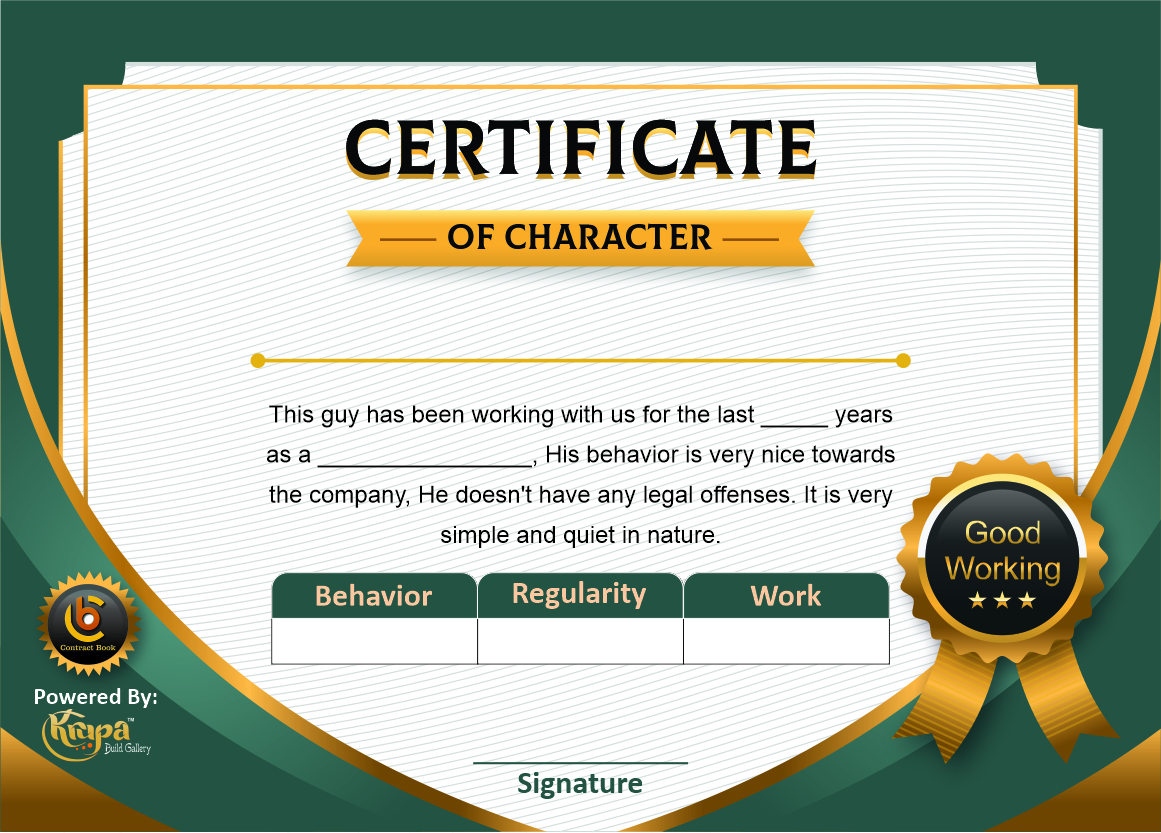 CERTIFICATE
OF CHARACTER
This guy has been working with us for the last _____ years
as a ________________, His behavior is very nice towards
the company, He doesn't have any legal offenses. It is very
simple and quiet in nature.
Good
Working
Behavior Regularity Work
Contract Book
Powered By:
Krupa™
Build Gallery
Signature